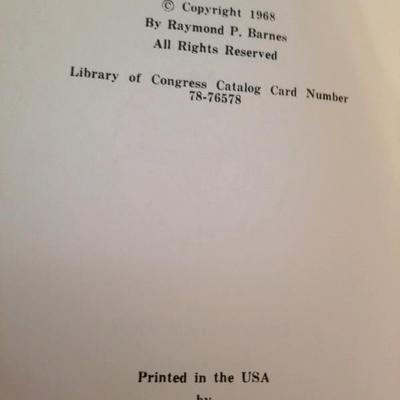 © Copyright 1968
By Raymond P. Barnes
All Rights Reserved
Library of Congress Catalog Card Number
78-76578
Printed in the USA
by